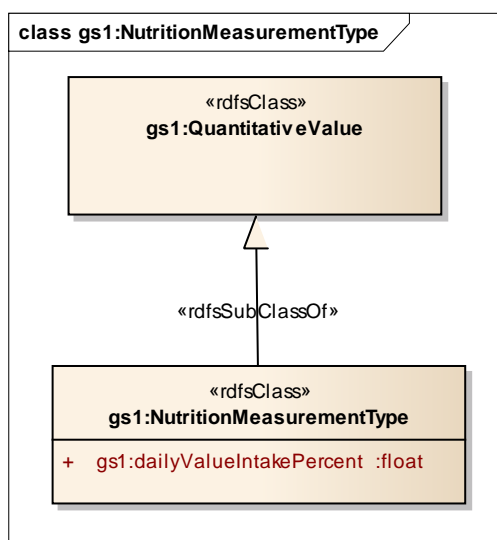 class gs1:NutritionMeasurementType
«rdfsClass»
gs1:QuantitativeValue
«rdfsSubClassOf»
«rdfsClass»
gs1:NutritionMeasurementType
+ gs1:dailyValueIntakePercent :float